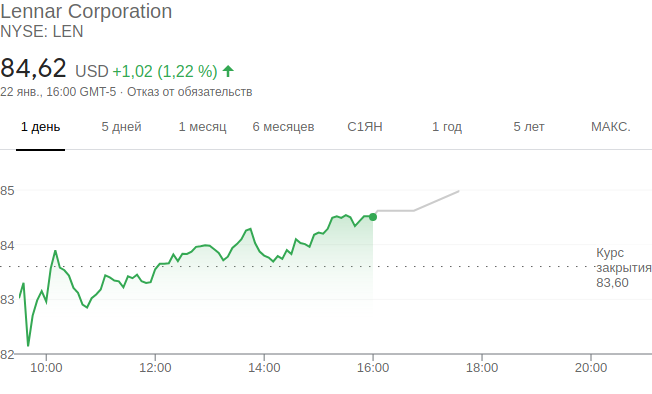 Lennar Corporation
NYSE: LEN
84,62 USD +1,02 (1,22 %)
22 янв., 16:00 GMT-5 · Отказ от обязательств
1 день 5 дней 1 месяц 6 месяцев С1ЯН 1 год 5 лет МАКС.
85
84
83
82
Курс
закрытия
83,60
10:00 12:00 14:00 16:00 18:00 20:00